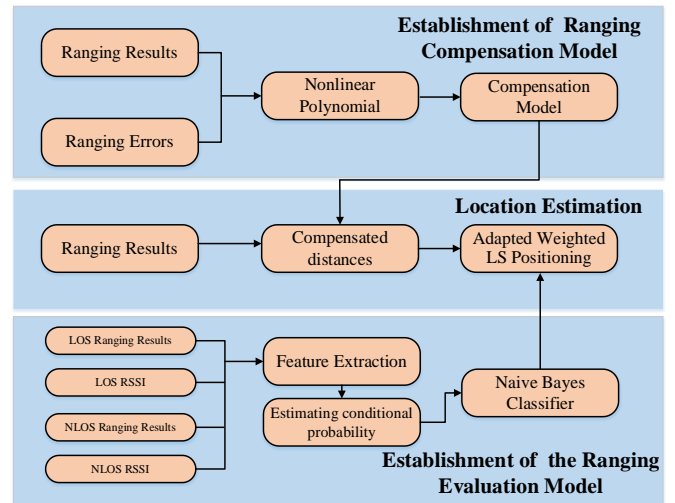 Establishment of Ranging
Compensation Model
Ranging Results
Ranging Errors
Nonlinear
Polynomial
Compensation
Model
Location Estimation
Ranging Results
Compensated
distances
Adapted Weighted
LS Positioning
LOS Ranging Results
LOS RSSI
NLOS Ranging Results
NLOS RSSI
Feature Extraction
Estimating conditional
probability
Naive Bayes
Classifier
Establishment of the Ranging
Evaluation Model